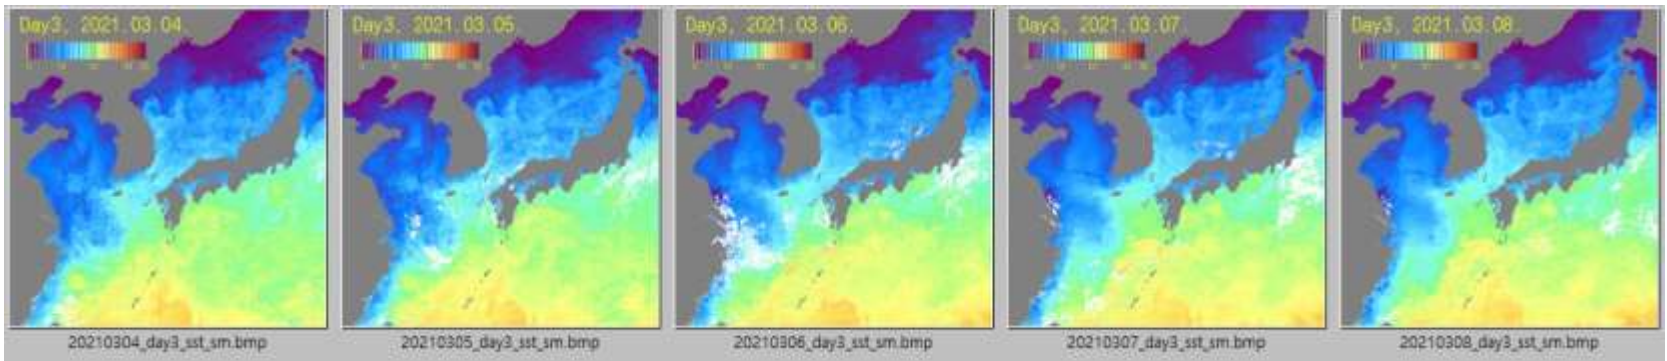 Day3, 2021.03.04.
Day3, 2021.03.05
Day3, 2021.03.06.
Day3, 2021.03.07.
Day3, 2021.03.08.
20210304_day3_sst_sm.bmp
20210305_day3_sst_sm.bmp
20210306_day3_sst_sm.bmp
20210307_day3_sst_sm.bmp
20210308_day3_sst_sm.bmp